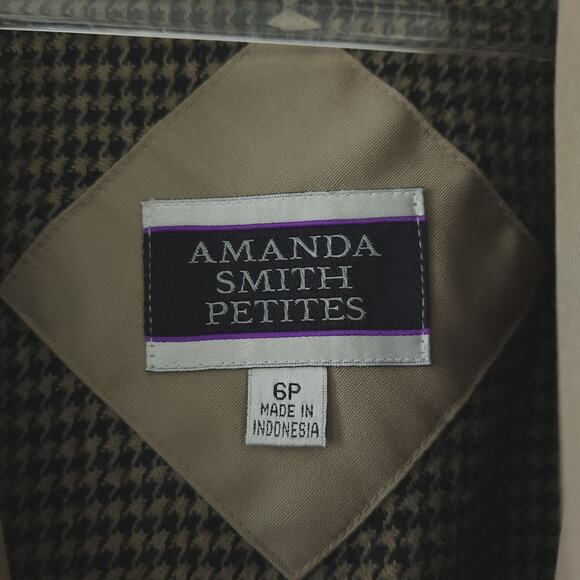 AMANDA
SMITH
PETITES
6P
MADE IN
INDONESIA